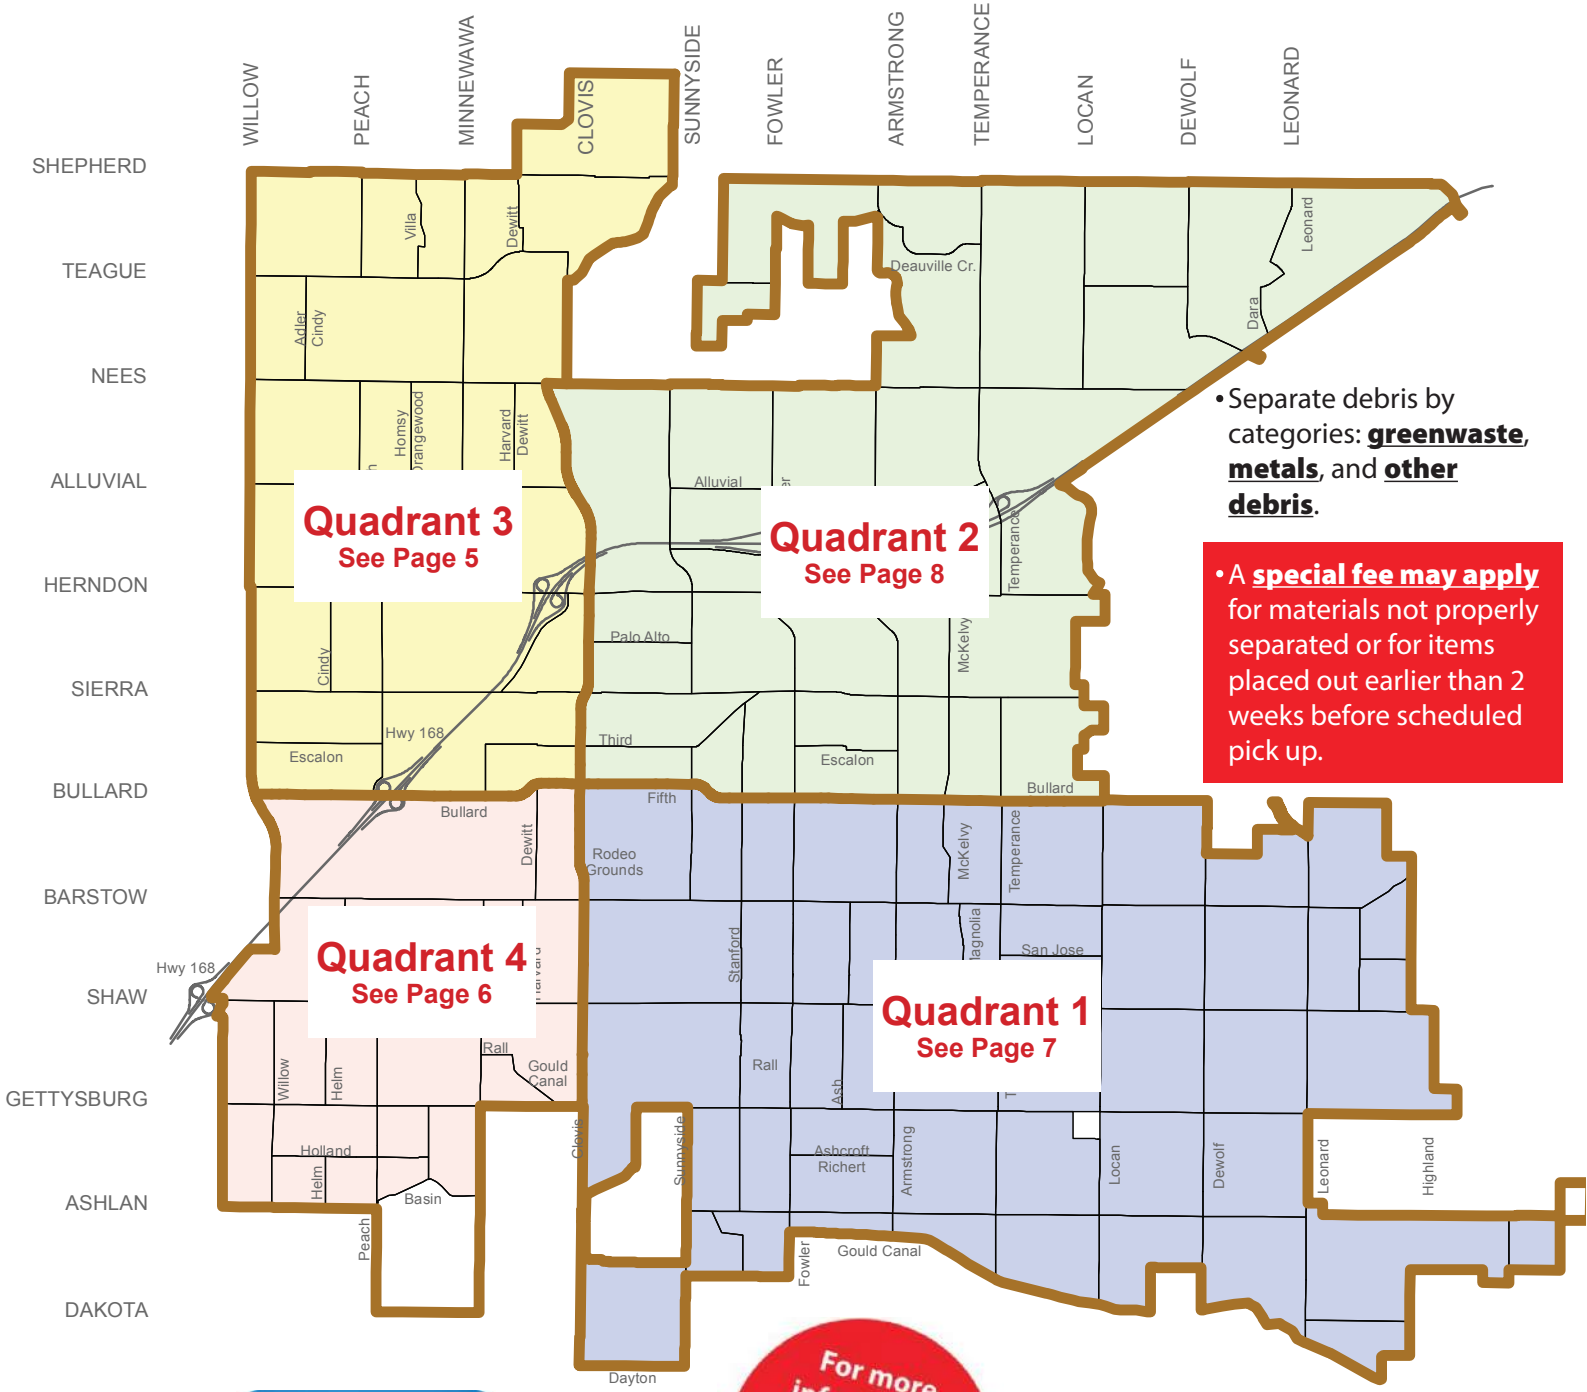 WILLOW
PEACH
MINNEWAWA
CLOVIS
SUNNYSIDE
FOWLER
ARMSTRONG
TEMPERANCE
LOCAN
DEWOLF
LEONARD
SHEPHERD
TEAGUE
NEES
ALLUVIAL
HERNDON
SIERRA
BULLARD
BARSTOW
SHAW
GETTYSBURG
ASHLAN
DAKOTA
Villa
Dewitt
Adler
Cindy
Homsy
Harvard
Dewitt
Quadrant 3
See Page 5
Cindy
Hwy 168
Escalon
Deauville Cr.
Leonard
Dara
Alluvial
Quadrant 2
See Page 8
Temperance
Palo Alto
McKelvy
Third
Escalon
Bullard
• Separate debris by
categories: greenwaste,
metals, and other
debris.
• A special fee may apply
for materials not properly
separated or for items
placed out earlier than 2
weeks before scheduled
pick up.
Bullard
Dewitt
Quadrant 4
See Page 6
Hwy 168
Willow
Helm
Rall
Gould
Canal
Holland
Helm
Basin
Peach
Clovis
Fifth
Rodeo
Grounds
McKelvy
Temperance
Stanford
San Jose
Quadrant 1
See Page 7
Rall
Ash
Sunnyside
Ashcroft
Richert
Armstrong
Locan
Dewolf
Leonard
Highland
Fowler
Gould Canal
Dayton
For more